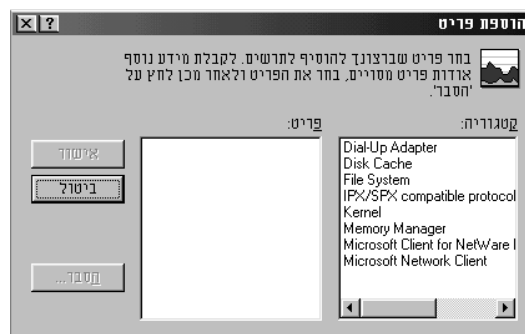 הוספת פריט
בחר פריט שברצונך להוסיף לתרשים. לקבלת מידע נוסף
אודות פריט מסויים, בחר את הפריט ולאחר מכן לחץ על
'הסבר'.
קטגוריה:
Dial-Up Adapter
Disk Cache
File System
IPX/SPX compatible protocol
Kernel
Memory Manager
Microsoft Client for NetWare
Microsoft Network Client
פריט:
אישור
ביטול
הסבר...